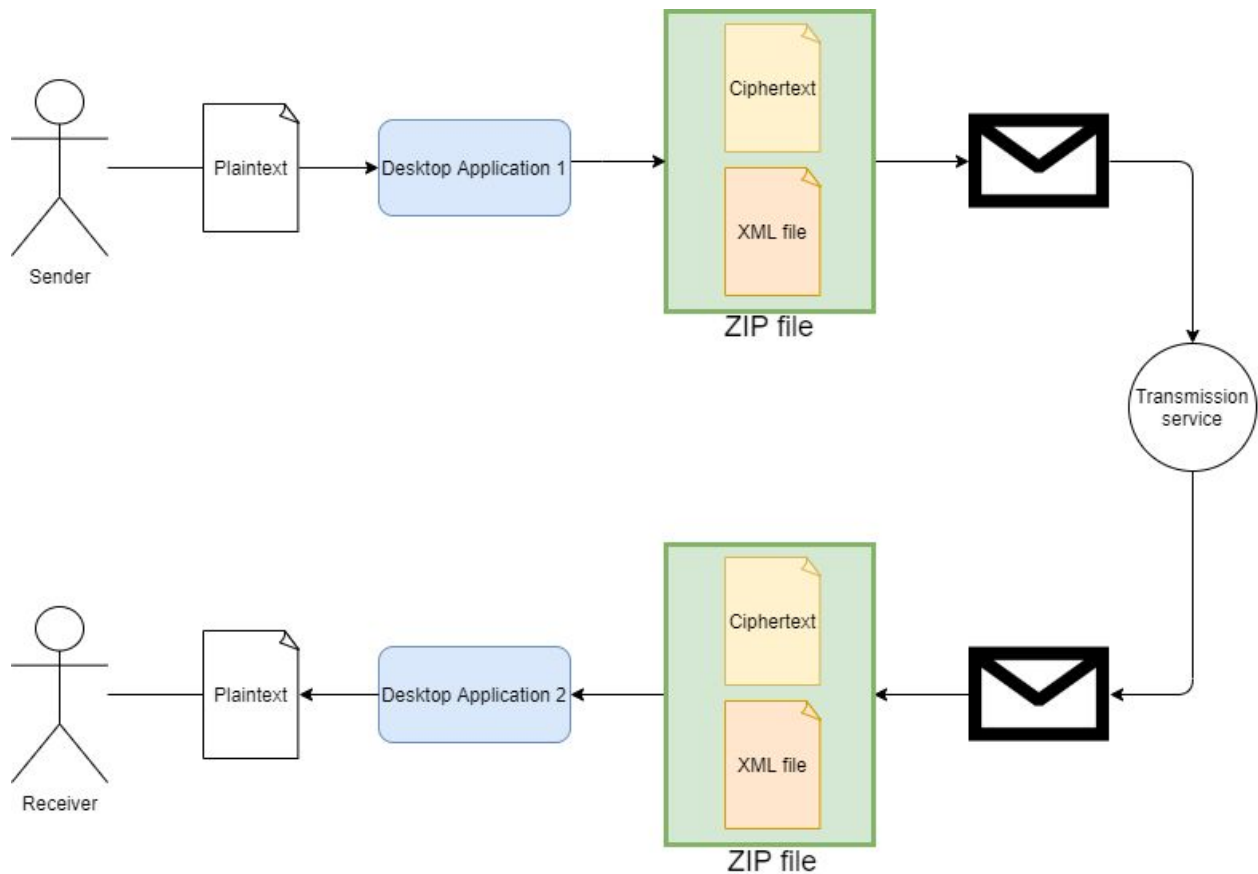 Ciphertext
Plaintext
Desktop Application 1
XML file
Sender
ZIP file
Transmission
service
Ciphertext
Plaintext
Desktop Application 2
XML file
Receiver
ZIP file